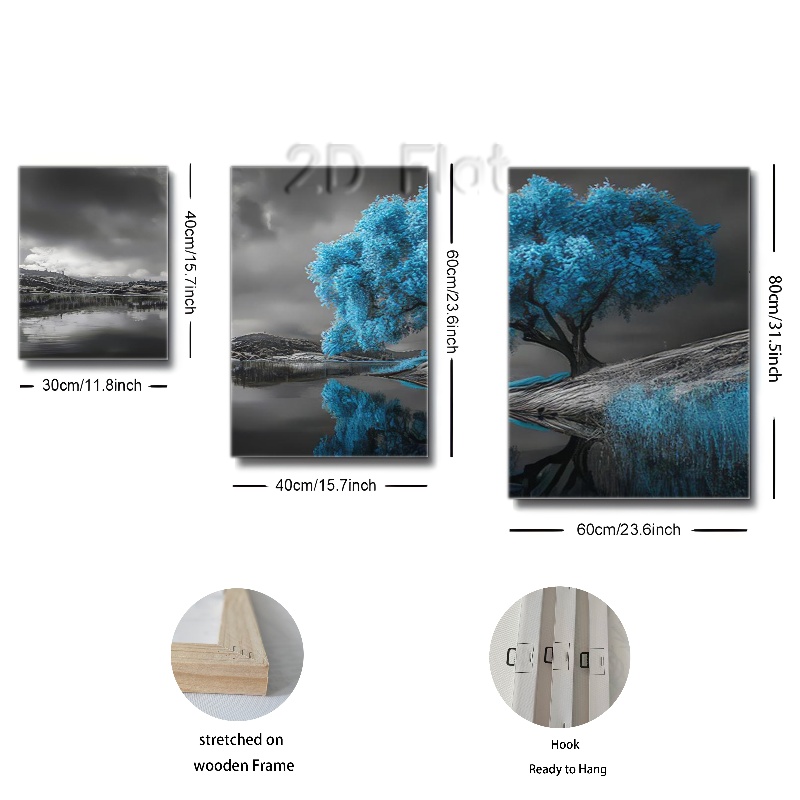 2D Flat
40cm/15.7inch
60cm/23.6inch
80cm/31.5inch
30cm/11.8inch
40cm/15.7inch
60cm/23.6inch
stretched on
wooden Frame
Hook
Ready to Hang